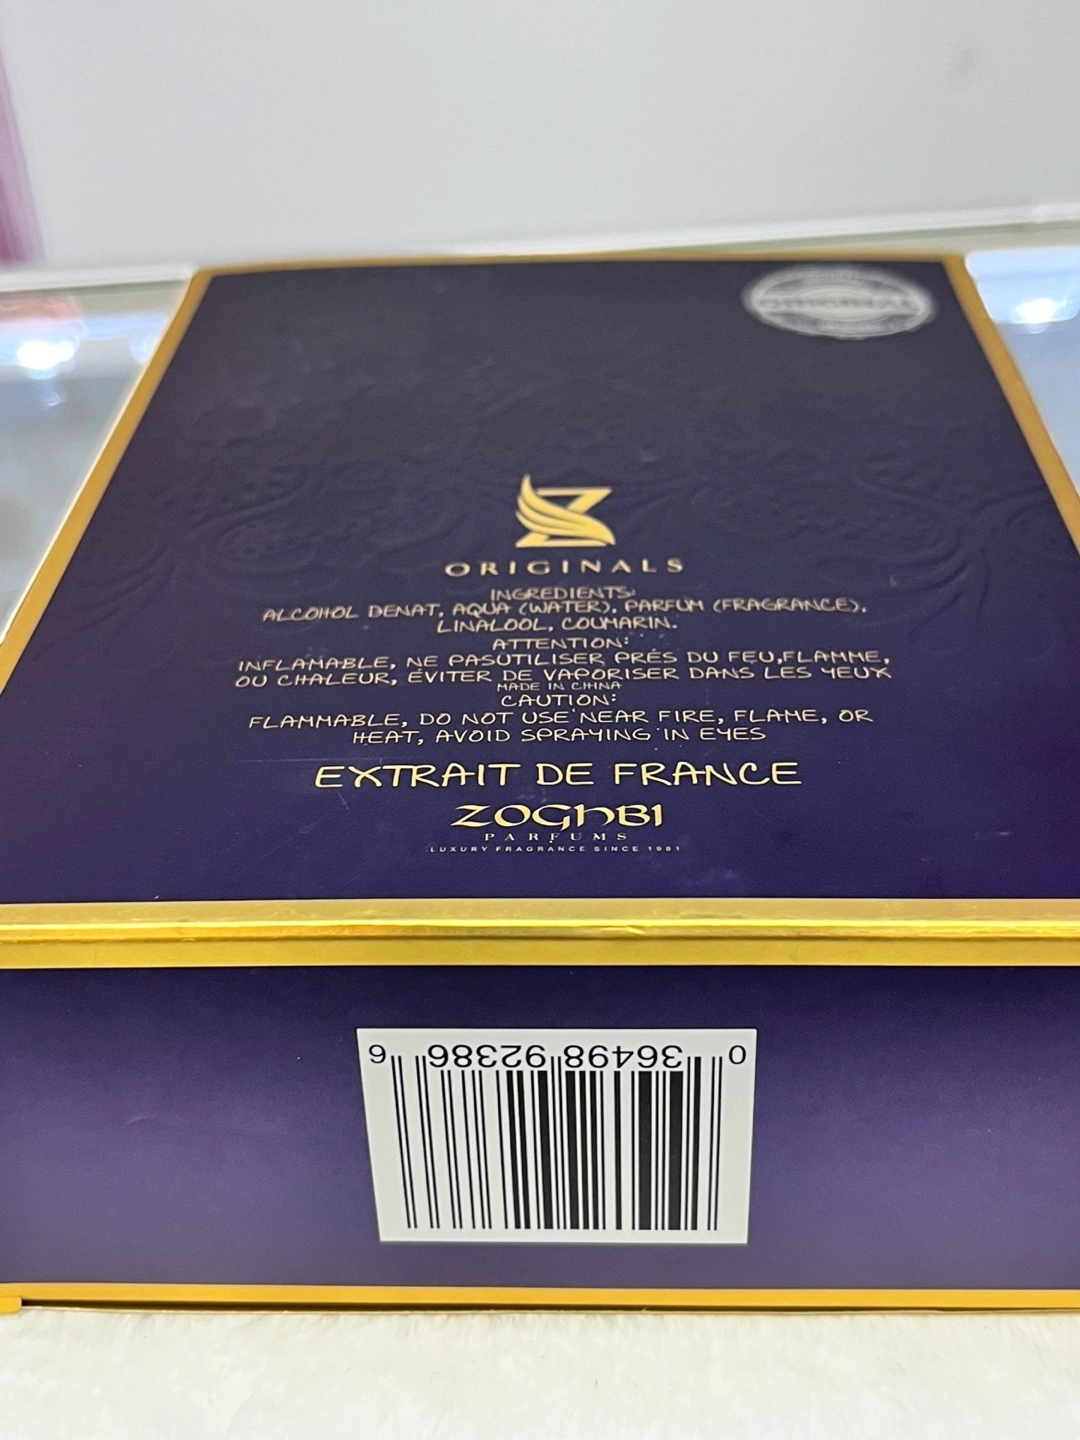 ORIGINAL
ORIGINALS
INGREDIENTS:
ALCOHOL DENAT, AQUA (WATER), PARFUM (FRAGRANCE),
LINALOOL, COUMARIN.
ATTENTION:
INFLAMABLE, NE PASUTILISER PRÉS DU FEU,FLAMME,
OU CHALEUR, ÉVITER DE VAPORISER DANS LES YEUX
MADE IN CHINA
CAUTION:
FLAMMABLE, DO NOT USE NEAR FIRE, FLAME, OR
HEAT, AVOID SPRAYING IN EYES
EXTRAIT DE FRANCE
ZOGHBI
PARFUMS
LUXURY FRAGRANCE SINCE 1981
0 36498 92386 6